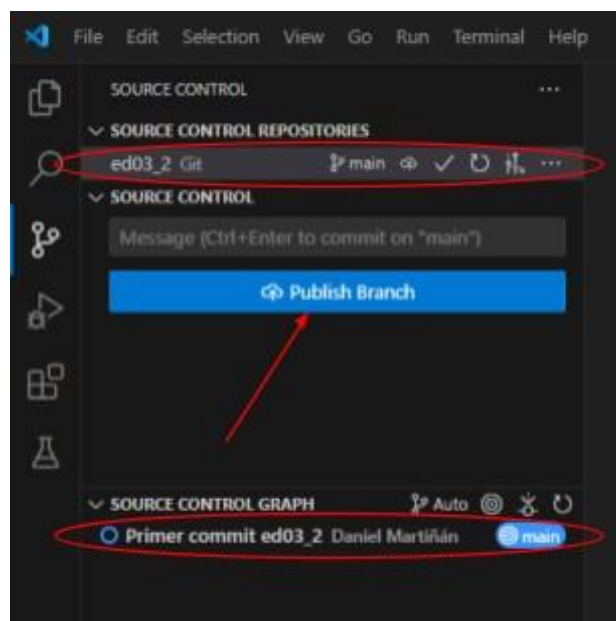 File Edit Selection View Go Run Terminal Help
SOURCE CONTROL
SOURCE CONTROL REPOSITORIES
ed03_2 Git main
SOURCE CONTROL
Message (Ctrl+Enter to commit on "main")
Publish Branch
SOURCE CONTROL GRAPH Auto
Primer commit ed03_2 Daniel Martiñán main